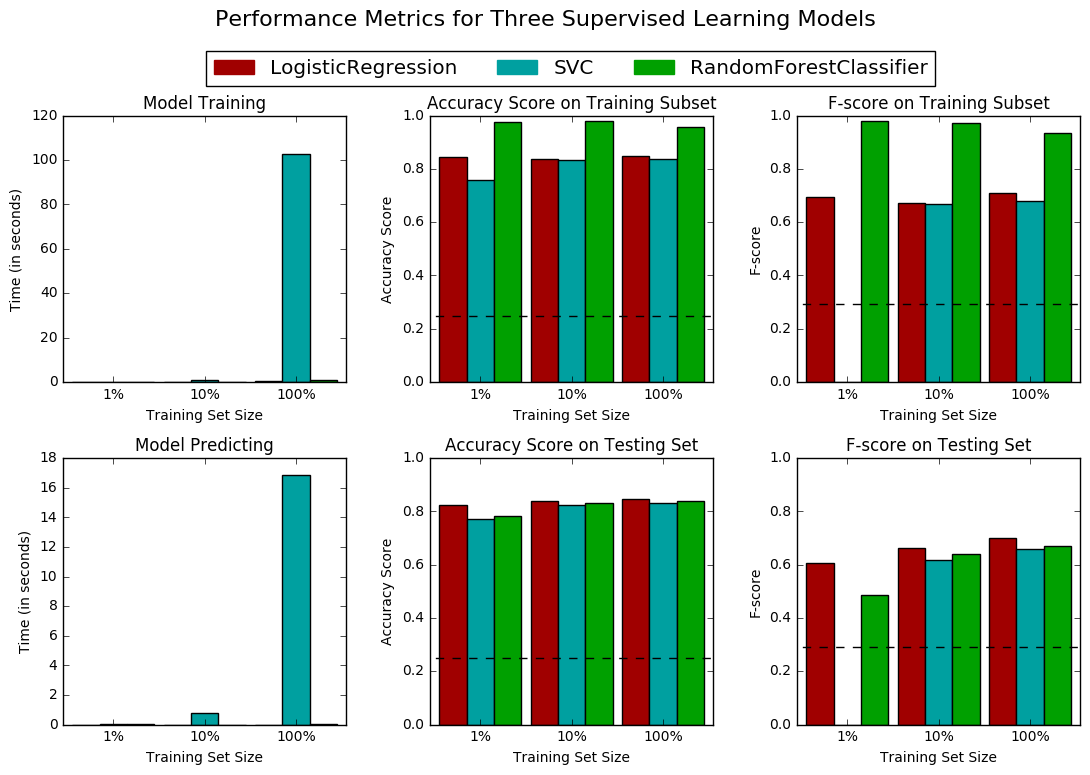 Performance Metrics for Three Supervised Learning Models
LogisticRegression SVC RandomForestClassifier
Model Training
120
100
80
60
40
20
0
Time (in seconds)
1% 10% 100%
Training Set Size
Accuracy Score on Training Subset
1.0
0.8
0.6
0.4
0.2
0.0
Accuracy Score
1% 10% 100%
Training Set Size
F-score on Training Subset
1.0
0.8
0.6
0.4
0.2
0.0
F-score
1% 10% 100%
Training Set Size
Model Predicting
18
16
14
12
10
8
6
4
2
0
Time (in seconds)
1% 10% 100%
Training Set Size
Accuracy Score on Testing Set
1.0
0.8
0.6
0.4
0.2
0.0
Accuracy Score
1% 10% 100%
Training Set Size
F-score on Testing Set
1.0
0.8
0.6
0.4
0.2
0.0
F-score
1% 10% 100%
Training Set Size